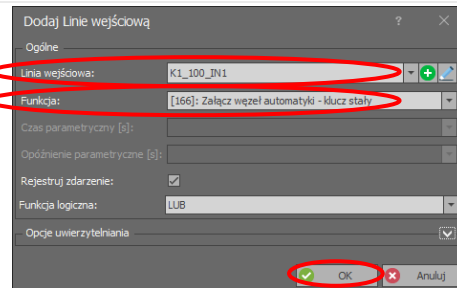 Dodaj Linie wejściową ?
Ogólne
Linia wejściowa: K1_100_IN1
Funkcja: [166]: Załącz węzeł automatyki - klucz stały
Czas parametryczny [s]:
Opóźnienie parametryczne [s]:
Rejestruj zdarzenie:
Funkcja logiczna: LUB
Opcje uwierzytelniania
OK Anuluj